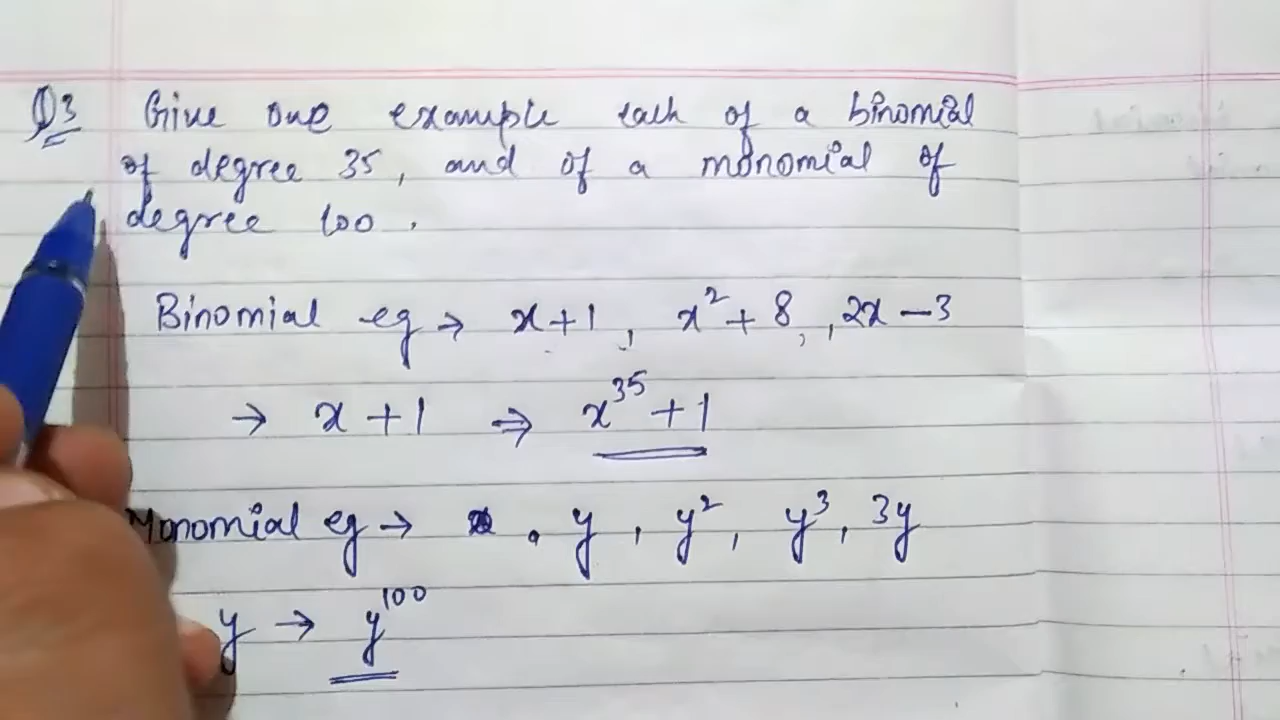 Q3 Give one example each of a binomial
of degree 35, and of a monomial of
degree 100.
Binomial eg → x+1, x² + 8, , 2x − 3
→ x + 1 ⇒ x³⁵ + 1
Monomial eg → , y, y², y³, 3y
y → y¹⁰⁰